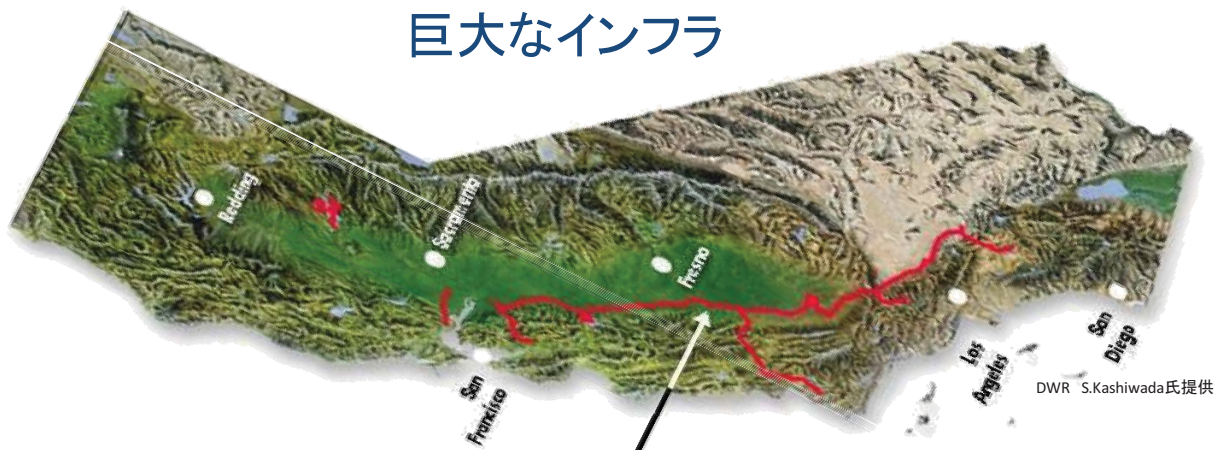 巨大なインフラ
Redding
Sacramento
Fresno
San
Francisco
Los
Angeles
San
Diego
DWR S.Kashiwada氏提供